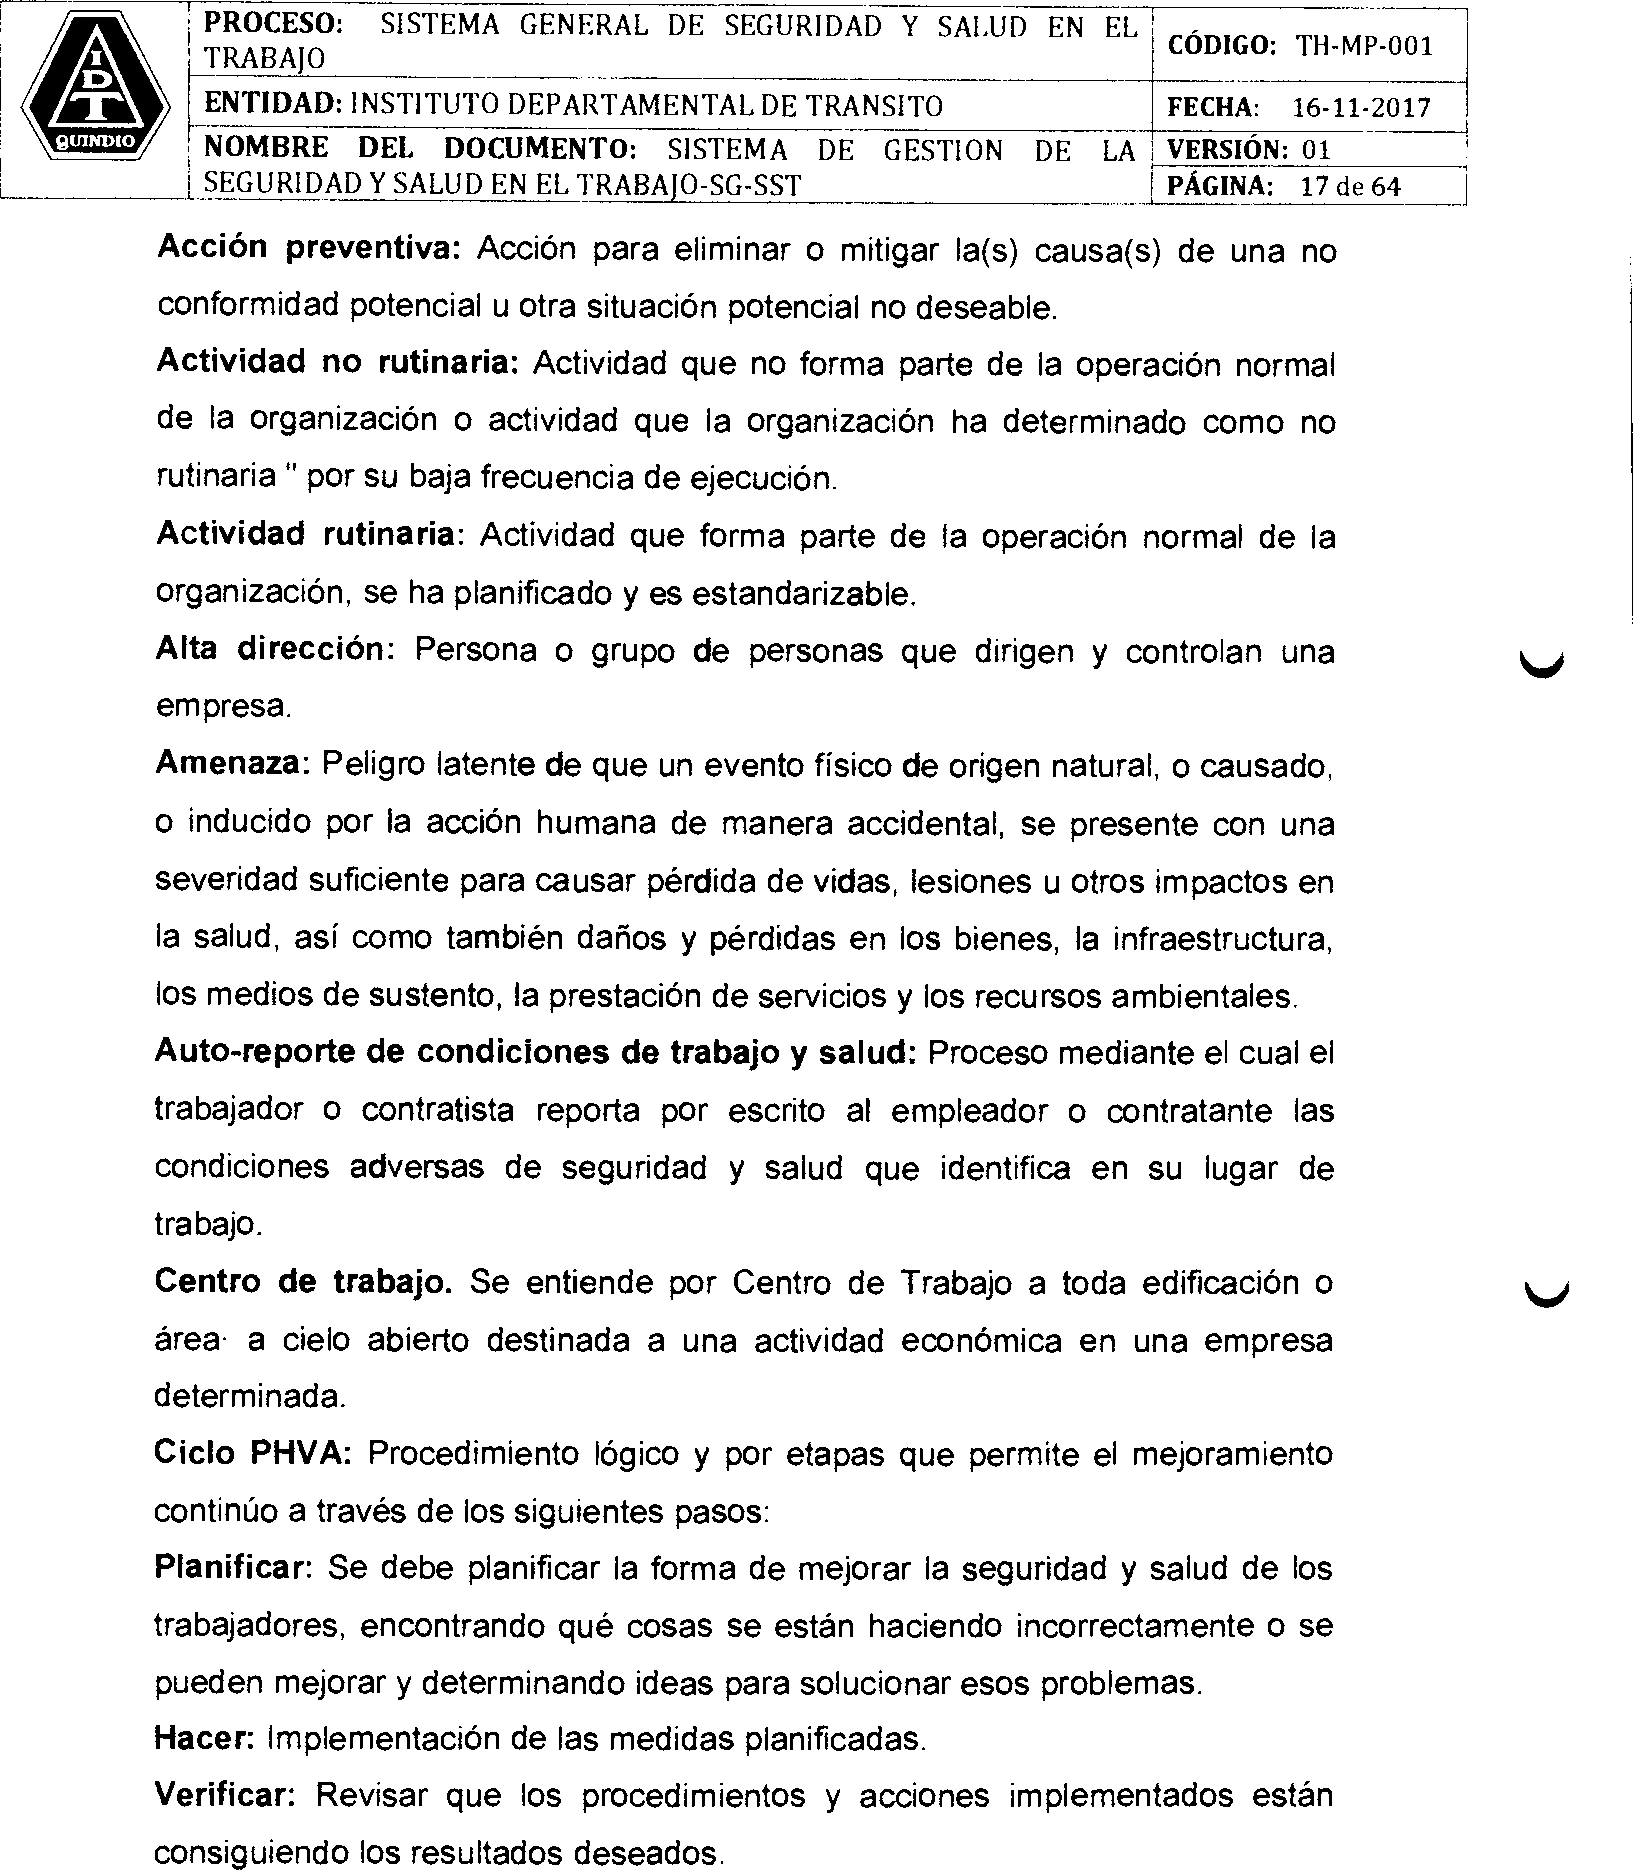 IDT
QUINDIO
PROCESO: SISTEMA GENERAL DE SEGURIDAD Y SALUD EN EL
TRABAJO
CÓDIGO: TH-MP-001
ENTIDAD: INSTITUTO DEPARTAMENTAL DE TRANSITO
FECHA: 16-11-2017
NOMBRE DEL DOCUMENTO: SISTEMA DE GESTION DE LA
SEGURIDAD Y SALUD EN EL TRABAJO-SG-SST
VERSIÓN: 01
PÁGINA: 17 de 64
Acción preventiva: Acción para eliminar o mitigar la(s) causa(s) de una no
conformidad potencial u otra situación potencial no deseable.
Actividad no rutinaria: Actividad que no forma parte de la operación normal
de la organización o actividad que la organización ha determinado como no
rutinaria " por su baja frecuencia de ejecución.
Actividad rutinaria: Actividad que forma parte de la operación normal de la
organización, se ha planificado y es estandarizable.
Alta dirección: Persona o grupo de personas que dirigen y controlan una
empresa.
Amenaza: Peligro latente de que un evento físico de origen natural, o causado,
o inducido por la acción humana de manera accidental, se presente con una
severidad suficiente para causar pérdida de vidas, lesiones u otros impactos en
la salud, así como también daños y pérdidas en los bienes, la infraestructura,
los medios de sustento, la prestación de servicios y los recursos ambientales.
Auto-reporte de condiciones de trabajo y salud: Proceso mediante el cual el
trabajador o contratista reporta por escrito al empleador o contratante las
condiciones adversas de seguridad y salud que identifica en su lugar de
trabajo.
Centro de trabajo. Se entiende por Centro de Trabajo a toda edificación o
área· a cielo abierto destinada a una actividad económica en una empresa
determinada.
Ciclo PHVA: Procedimiento lógico y por etapas que permite el mejoramiento
continúo a través de los siguientes pasos:
Planificar: Se debe planificar la forma de mejorar la seguridad y salud de los
trabajadores, encontrando qué cosas se están haciendo incorrectamente o se
pueden mejorar y determinando ideas para solucionar esos problemas.
Hacer: Implementación de las medidas planificadas.
Verificar: Revisar que los procedimientos y acciones implementados están
consiguiendo los resultados deseados.